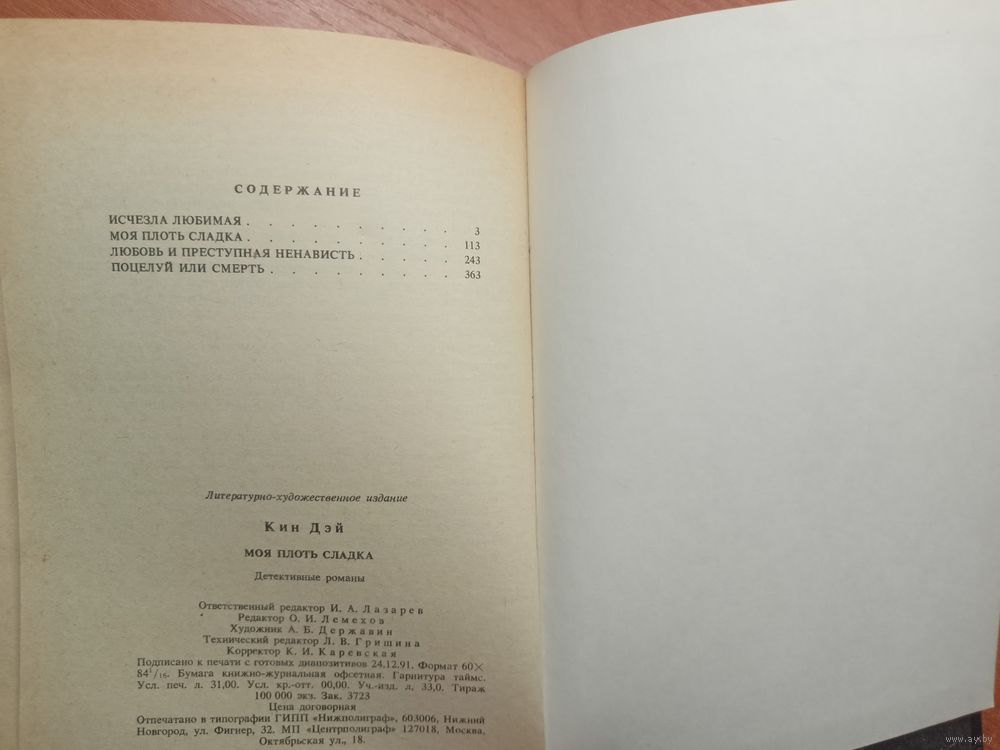 СОДЕРЖАНИЕ
ИСЧЕЗЛА ЛЮБИМАЯ . . . . . . . . . . 3
МОЯ ПЛОТЬ СЛАДКА . . . . . . . . . . 113
ЛЮБОВЬ И ПРЕСТУПНАЯ НЕНАВИСТЬ . . . . . 243
ПОЦЕЛУЙ ИЛИ СМЕРТЬ . . . . . . . . . 363
Литературно-художественное издание
Кин Дэй
МОЯ ПЛОТЬ СЛАДКА
Детективные романы
Ответственный редактор И. А. Лазарев
Редактор О. И. Лемехов
Художник А. Б. Державин
Технический редактор Л. В. Гришина
Корректор К. И. Каревская
Подписано к печати с готовых диапозитивов 24.12.91. Формат 60×
84¹/₁₆. Бумага книжно-журнальная офсетная. Гарнитура таймс.
Усл. печ. л. 31,00. Усл. кр.-отт. 00,00. Уч.-изд. л. 33,0. Тираж
100 000 экз. Зак. 3723
Цена договорная
Отпечатано в типографии ГИПП «Нижполиграф», 603006, Нижний
Новгород, ул. Фигнер, 32. МП «Центрполиграф» 127018, Москва,
Октябрьская ул., 18.
www.ay.by